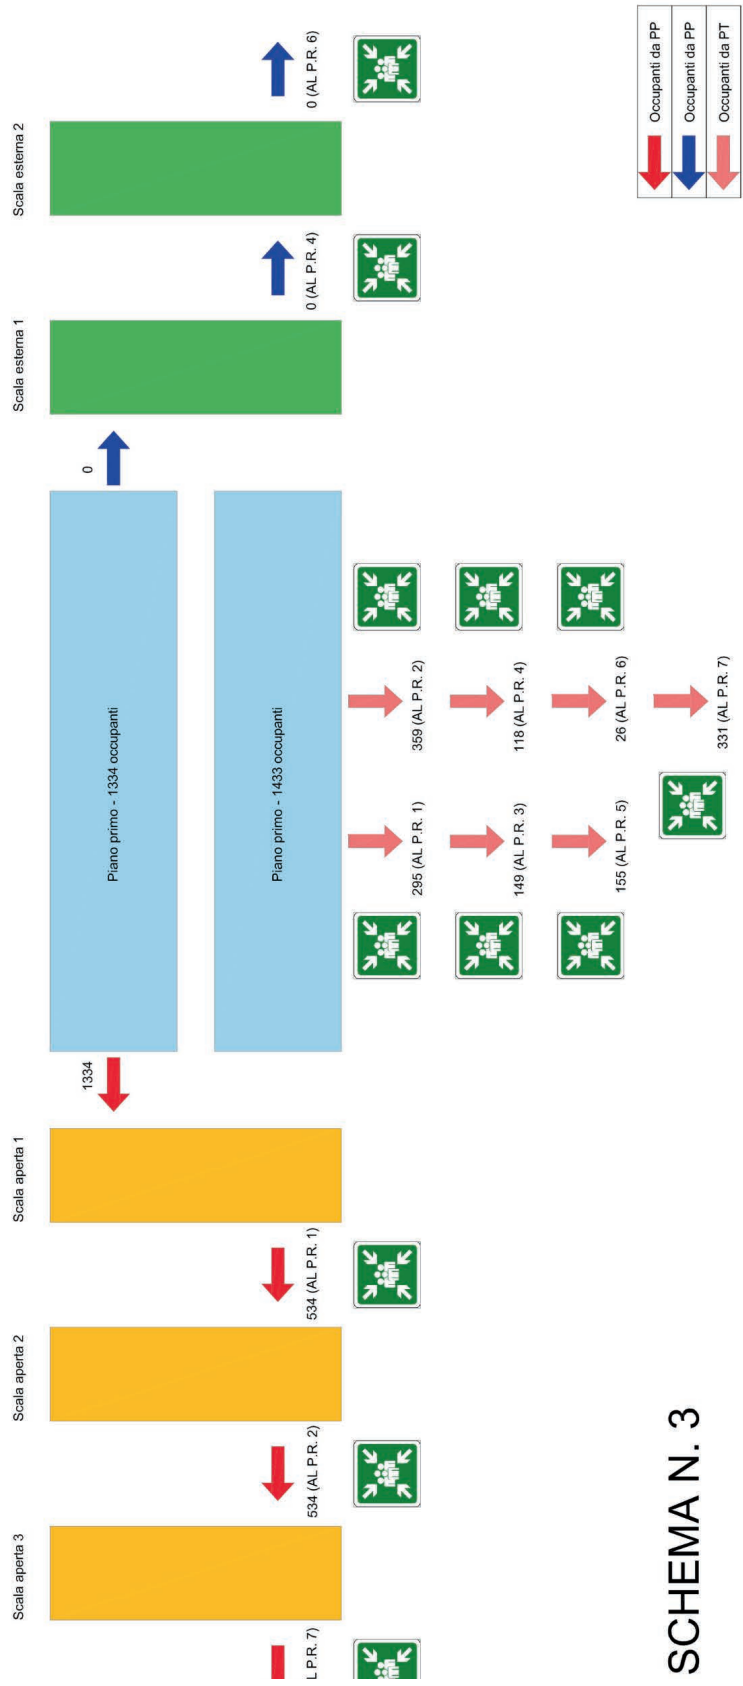 Scala aperta 3
Scala aperta 2
Scala aperta 1
Scala esterna 1
Scala esterna 2
1334
0
Piano primo - 1334 occupanti
Piano primo - 1433 occupanti
L P.R. 7)
534 (AL P.R. 2)
534 (AL P.R. 1)
0 (AL P.R. 4)
0 (AL P.R. 6)
295 (AL P.R. 1)
359 (AL P.R. 2)
149 (AL P.R. 3)
118 (AL P.R. 4)
155 (AL P.R. 5)
26 (AL P.R. 6)
331 (AL P.R. 7)
SCHEMA N. 3
Occupanti da PP
Occupanti da PP
Occupanti da PT